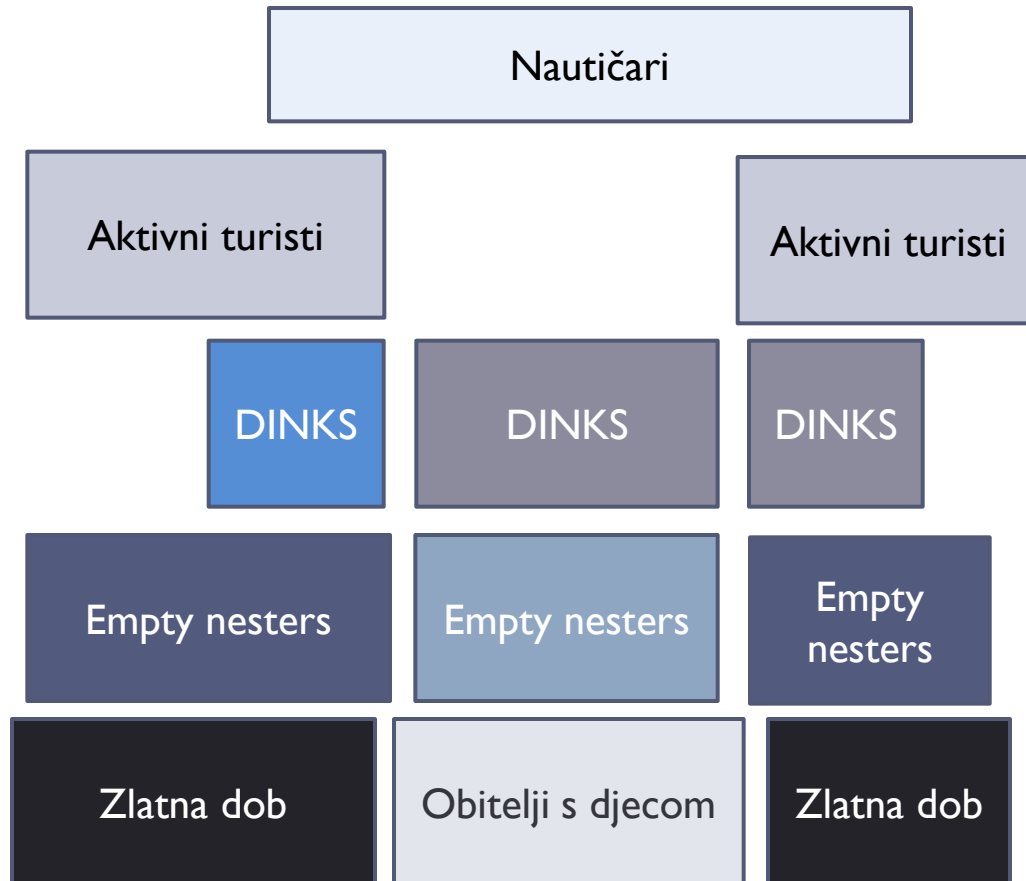 Nautičari
Aktivni turisti
Aktivni turisti
DINKS
DINKS
DINKS
Empty nesters
Empty nesters
Empty
nesters
Zlatna dob
Obitelji s djecom
Zlatna dob